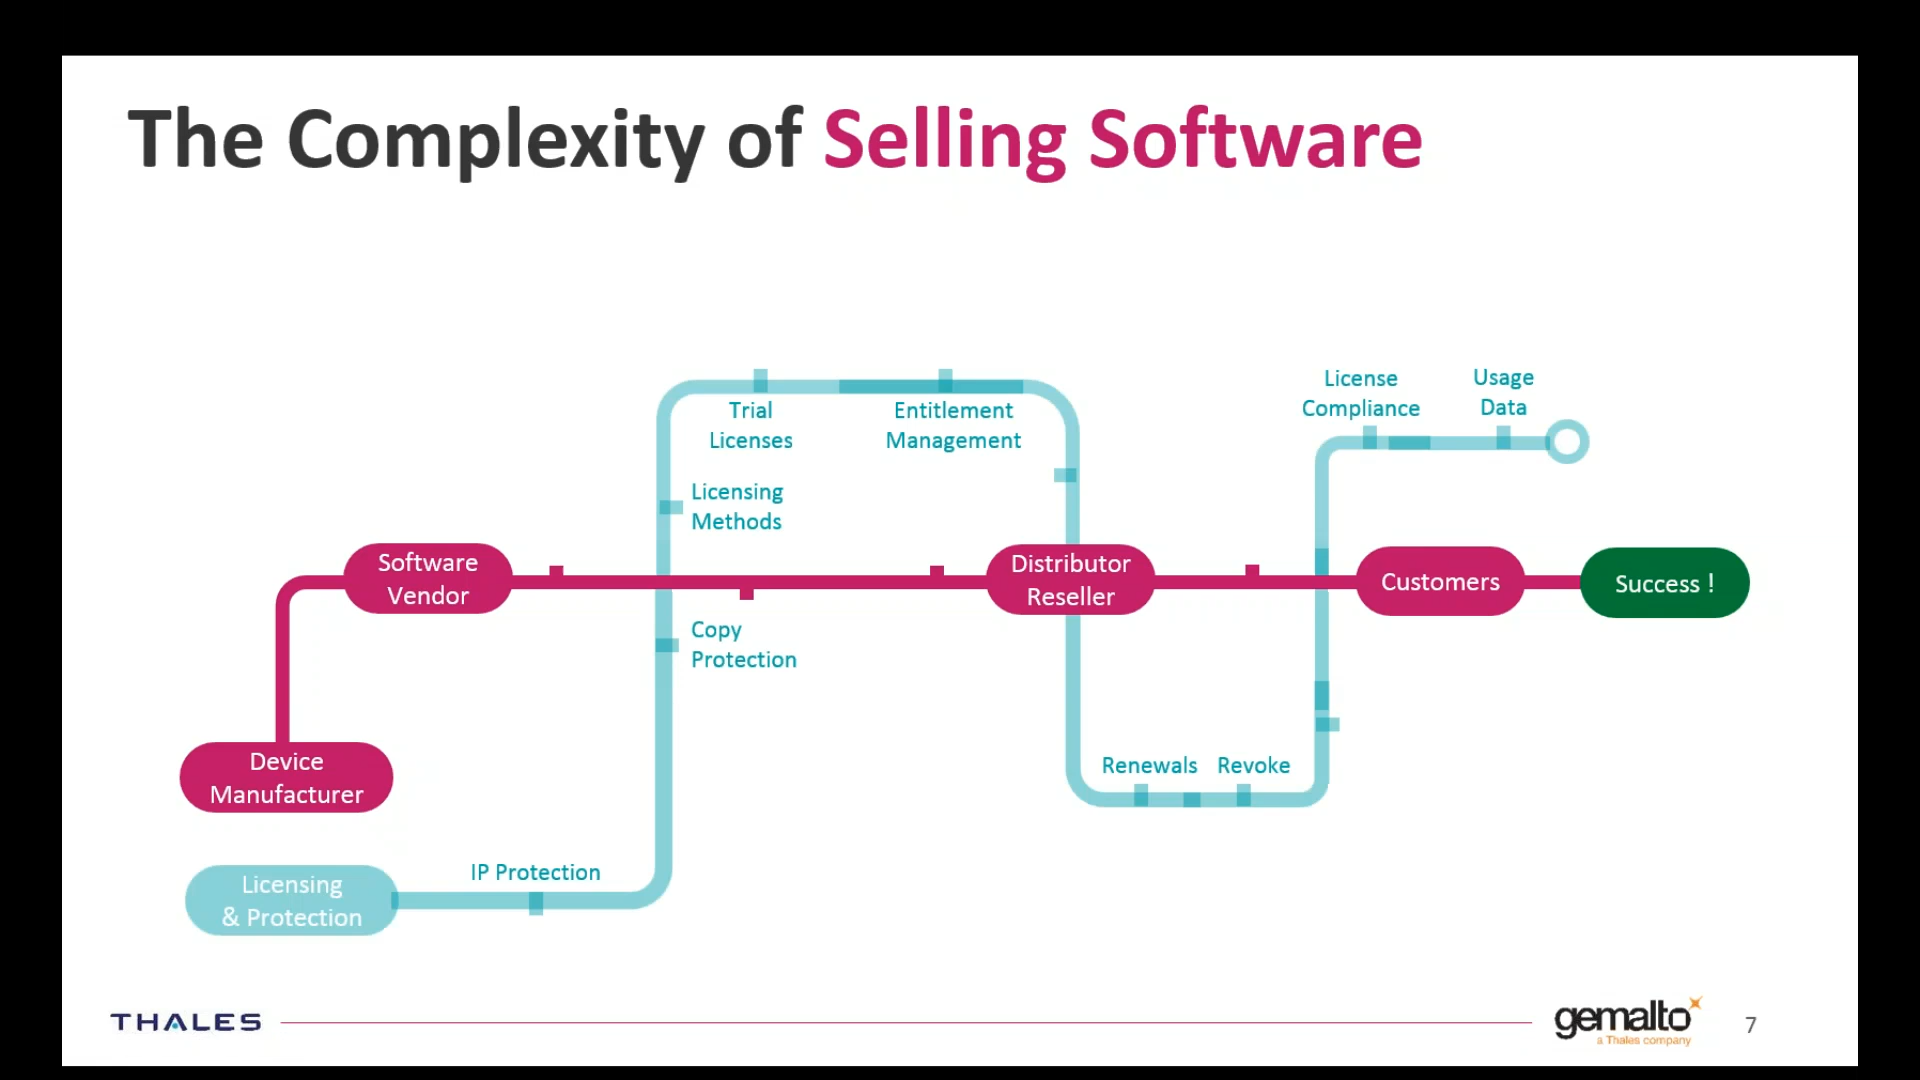 The Complexity of Selling Software
License
Compliance
Usage
Data
Trial
Licenses
Entitlement
Management
Licensing
Methods
Software
Vendor
Distributor
Reseller
Customers
Success !
Copy
Protection
Device
Manufacturer
Renewals
Revoke
IP Protection
Licensing
& Protection
THALES
gemalto
a Thales company
7